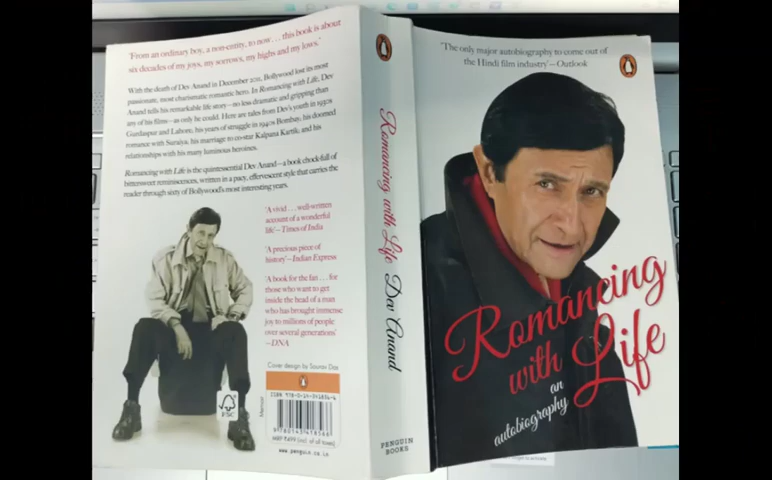 'From an ordinary boy, a non-entity, to now . . . this book is about
six decades of my joys, my sorrows, my highs and my lows.'
With the death of Dev Anand in December 2011, Bollywood lost its most
passionate, most charismatic romantic hero. In Romancing with Life, Dev
Anand tells his remarkable life story—no less dramatic and gripping than
any of his films—as only he could. Here are tales from Dev's youth in 1930s
Gurdaspur and Lahore, his years of struggle in 1940s Bombay, his doomed
romance with Suraiya, his marriage to co-star Kalpana Kartik, and his
relationships with his many luminous heroines.
Romancing with Life is the quintessential Dev Anand—a book chock-full of
bittersweet reminiscences, written in a pacy, effervescent style that carries the
reader through sixty of Bollywood's most interesting years.
'A vivid . . . well-written
account of a wonderful
life'—Times of India
'A precious piece of
history'—Indian Express
'A book for the fan . . . for
those who want to get
inside the head of a man
who has brought immense
joy to millions of people
over several generations'
—DNA
Cover design by Saurav Das
FSC
Memoir
MRP ₹499 (incl. of all taxes)
www.penguin.co.in
Romancing with Life Dev Anand
PENGUIN
BOOKS
'The only major autobiography to come out of
the Hindi film industry'—Outlook
Romancing
with Life
an
autobiography